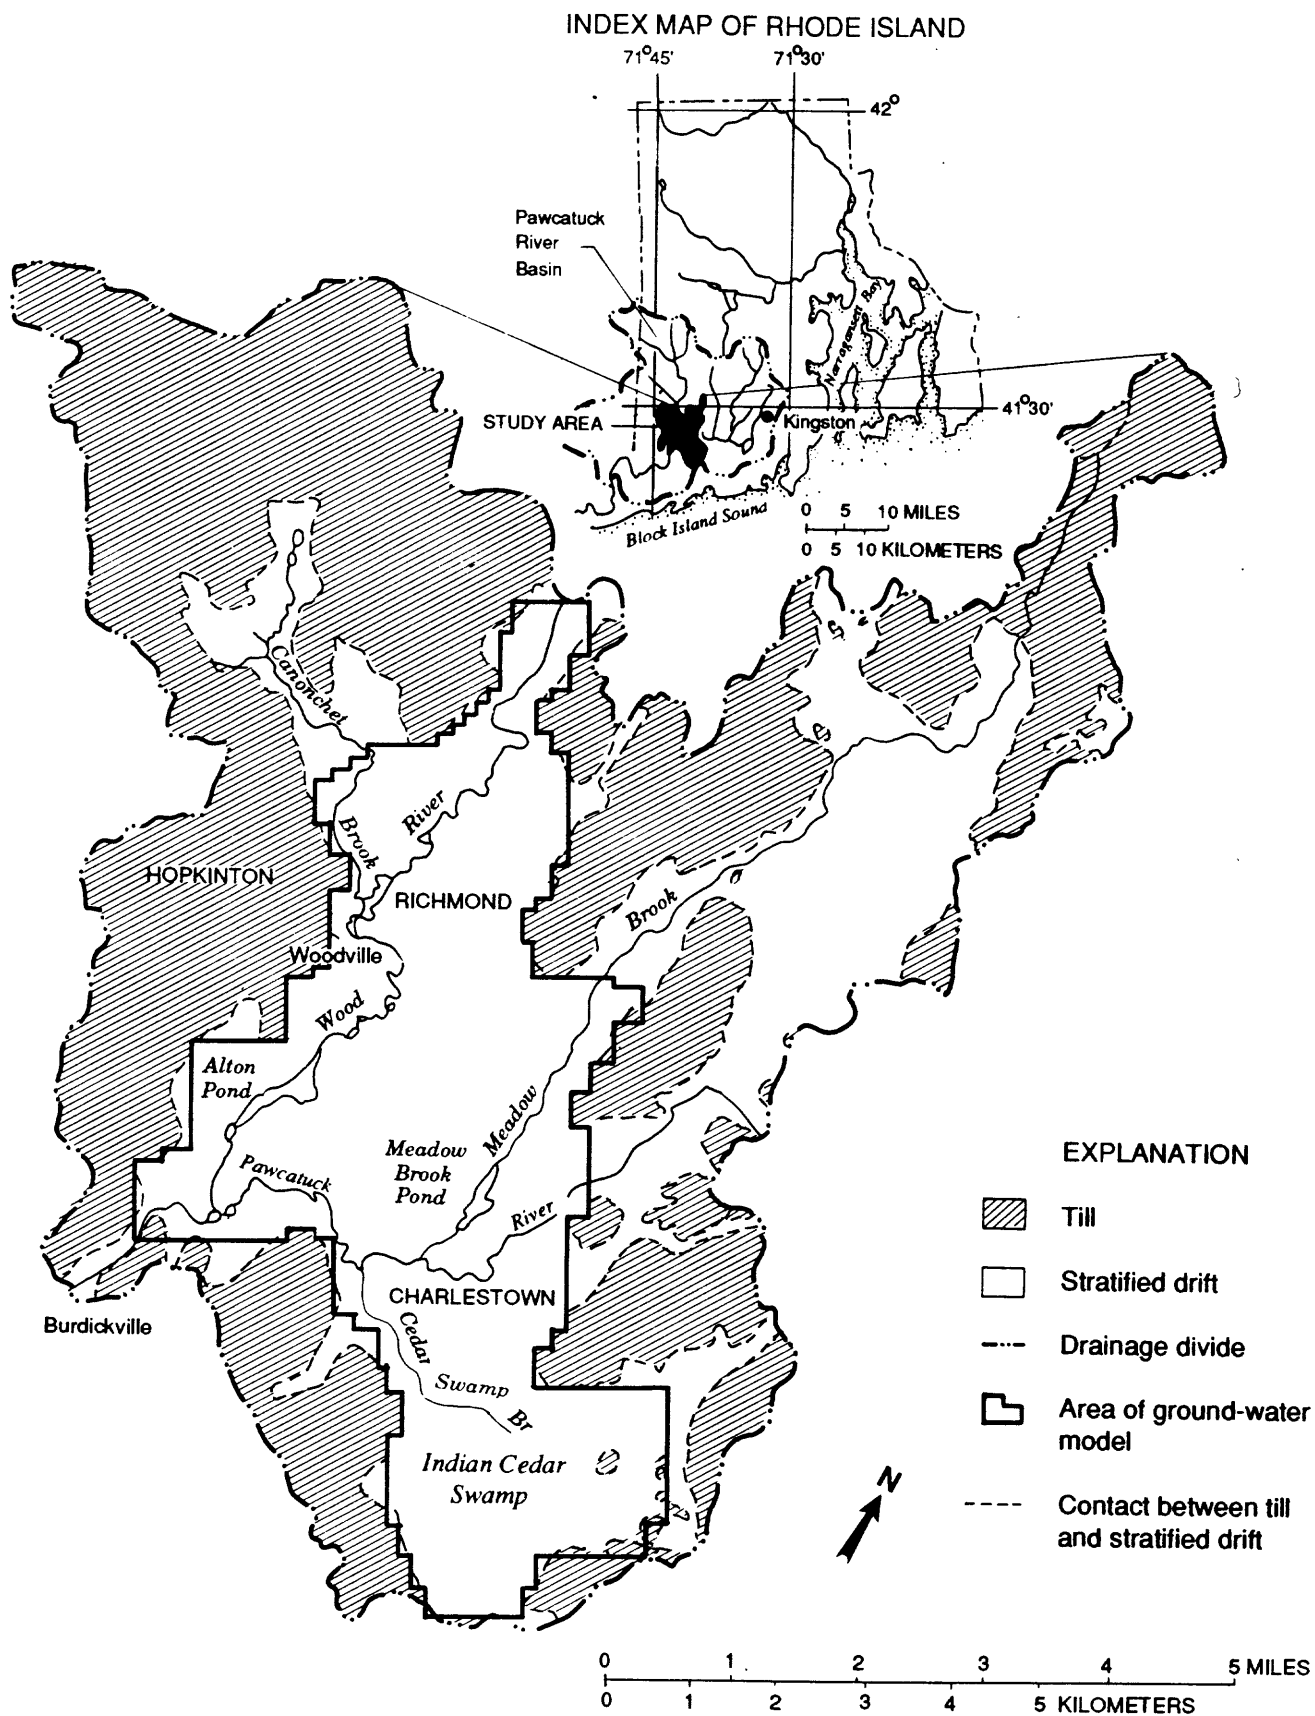 INDEX MAP OF RHODE ISLAND
71°45'
71°30'
42°
Pawcatuck
River
Basin
Narragansett Bay
41°30'
STUDY AREA
Kingston
Block Island Sound
0 5 10 MILES
0 5 10 KILOMETERS
Canonchet
Brook
River
HOPKINTON
RICHMOND
Brook
Woodville
Wood
Alton
Pond
Meadow
Meadow
Brook
Pond
Pawcatuck
River
CHARLESTOWN
Burdickville
Cedar
Swamp
Br
Indian Cedar
Swamp
EXPLANATION
Till
Stratified drift
Drainage divide
Area of ground-water
model
Contact between till
and stratified drift
N
0 1 2 3 4 5 MILES
0 1 2 3 4 5 KILOMETERS